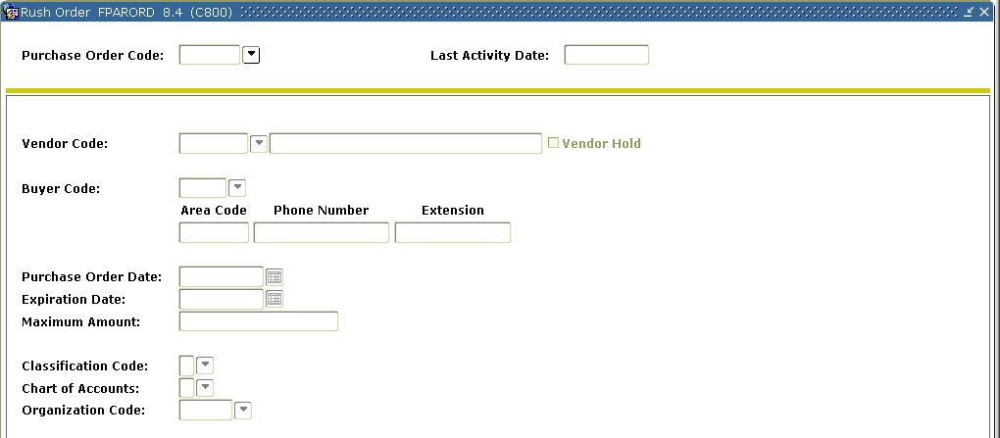 Rush Order FPARORD 8.4 (C800)
Purchase Order Code: Last Activity Date:
Vendor Code: Vendor Hold
Buyer Code:
Area Code Phone Number Extension
Purchase Order Date:
Expiration Date:
Maximum Amount:
Classification Code:
Chart of Accounts:
Organization Code: